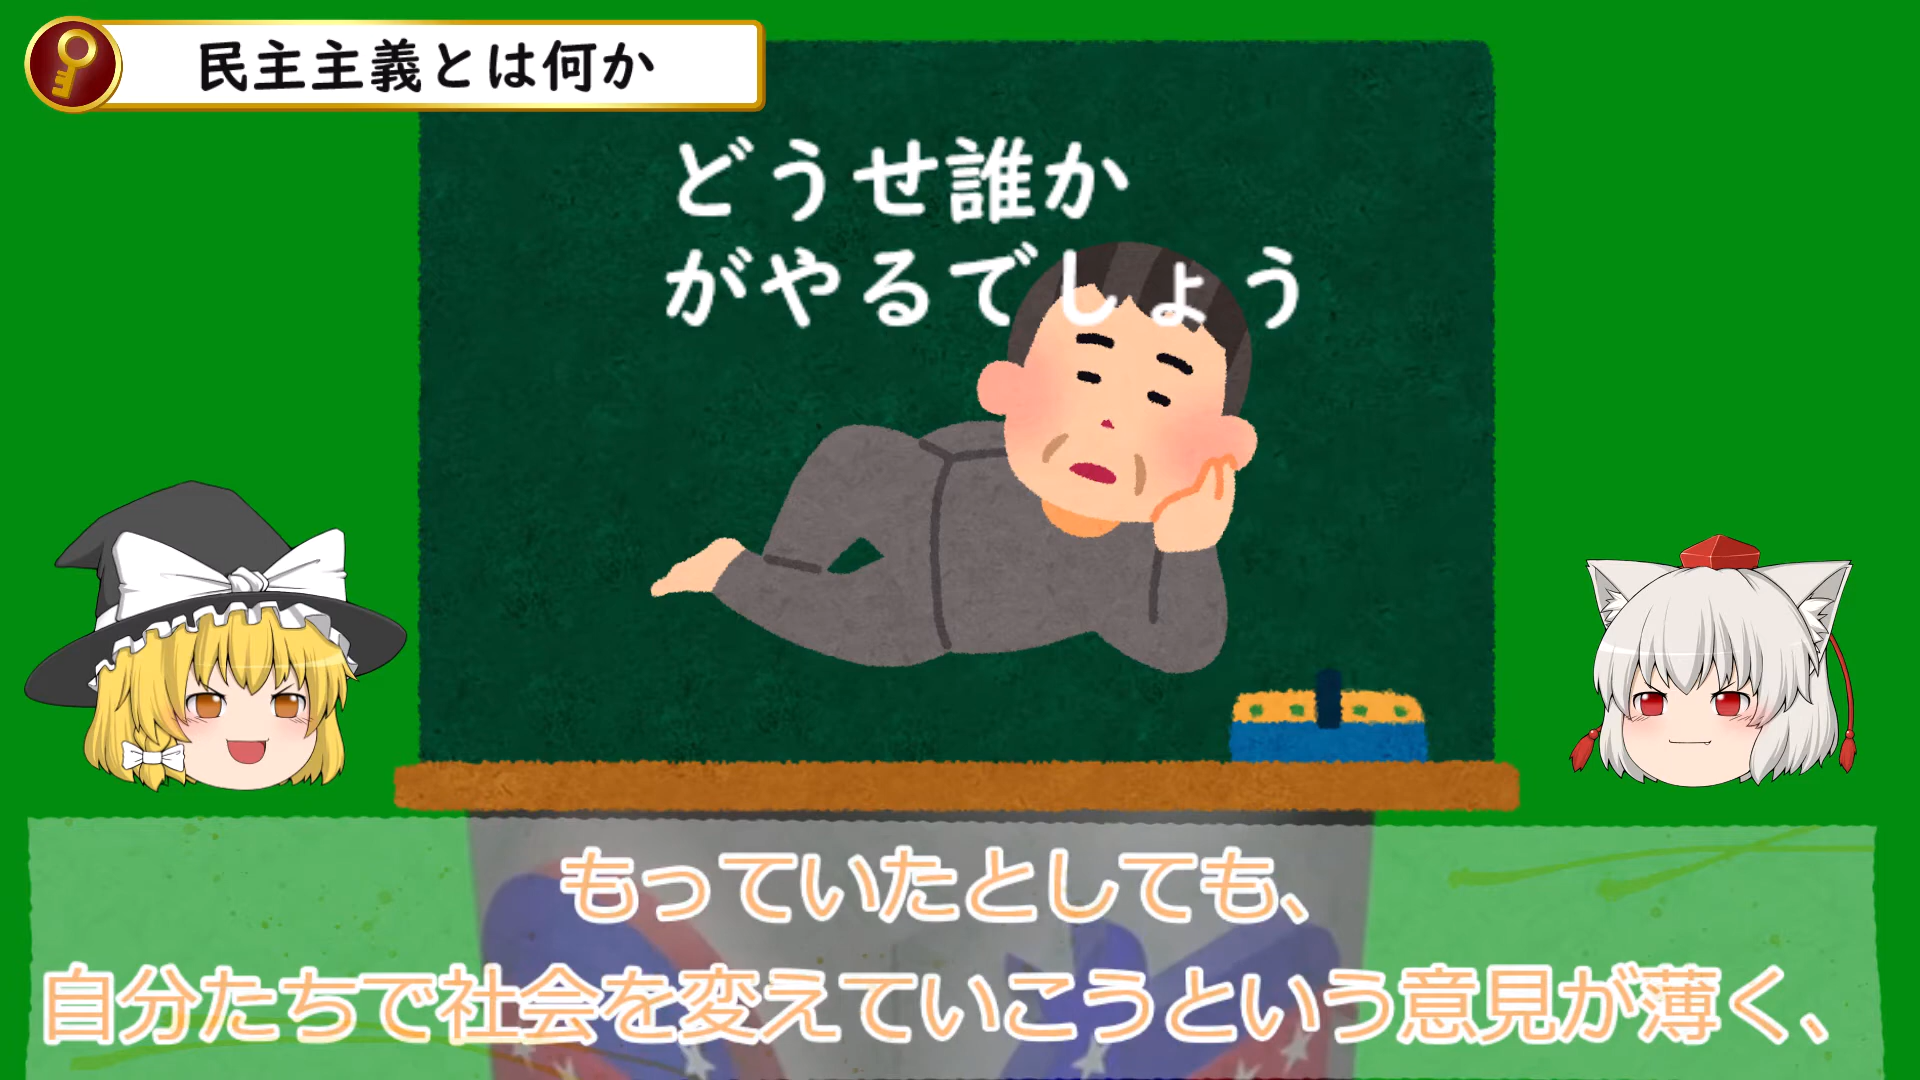 民主主義とは何か
どうせ誰か
がやるでしょう
もっていたとしても、
自分たちで社会を変えていこうという意見が薄く、